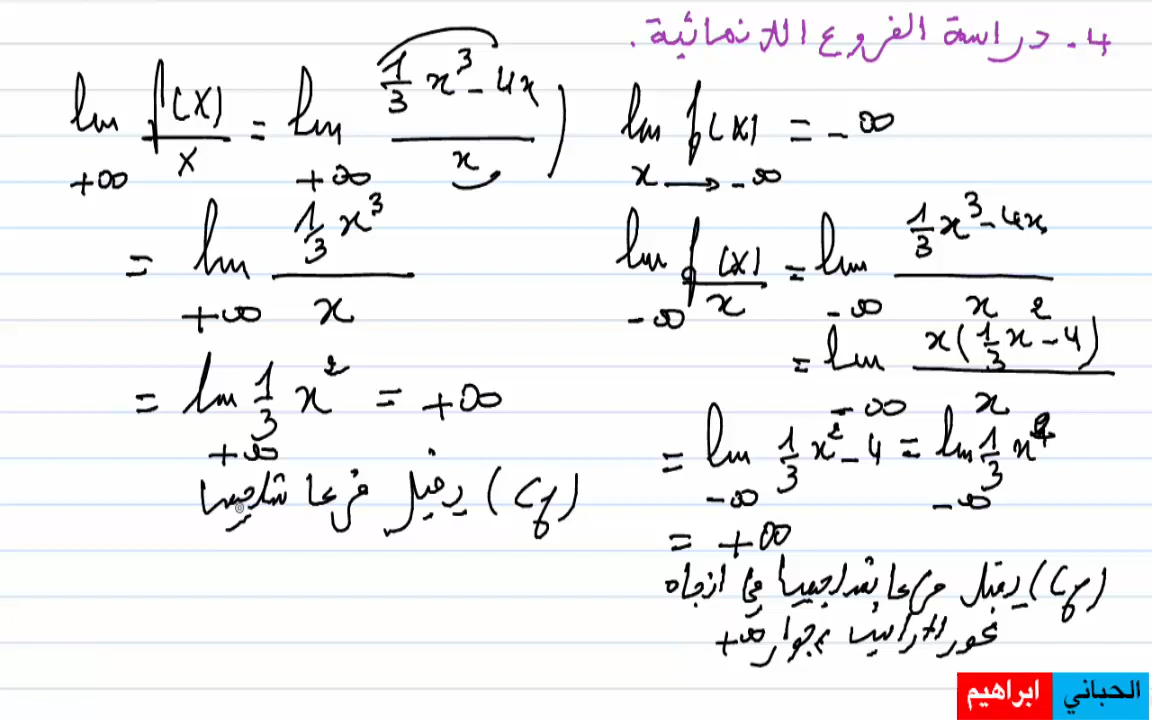 4. دراسة الفروع اللانهائية.
lim f(x) = -∞
x → -∞
lim f(x)/x = lim (1/3 x³ - 4x)/x
-∞ -∞
= lim x(1/3 x² - 4)/x
-∞
= lim 1/3 x² - 4 = lim 1/3 x²
-∞ -∞
= +∞
(Cf) يقبل فرعا شلجميا في اتجاه
محور الأراتيب بجوار +∞
lim f(x)/x = lim (1/3 x³ - 4x)/x
+∞ +∞
= lim (1/3 x³)/x
+∞
= lim 1/3 x² = +∞
+∞
(Cf) يقبل فرعا شلجميا
ابراهيم الحباني